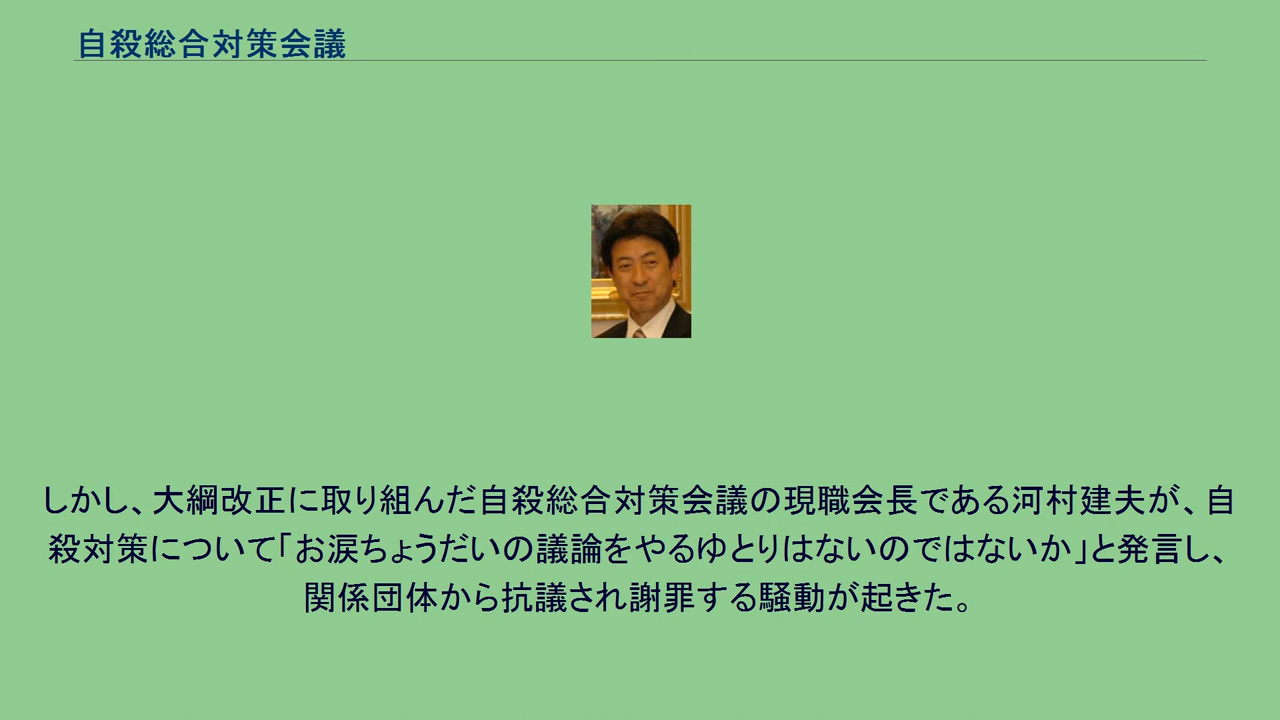 自殺総合対策会議
しかし、大綱改正に取り組んだ自殺総合対策会議の現職会長である河村建夫が、自
殺対策について｢お涙ちょうだいの議論をやるゆとりはないのではないか｣と発言し、
関係団体から抗議され謝罪する騒動が起きた。